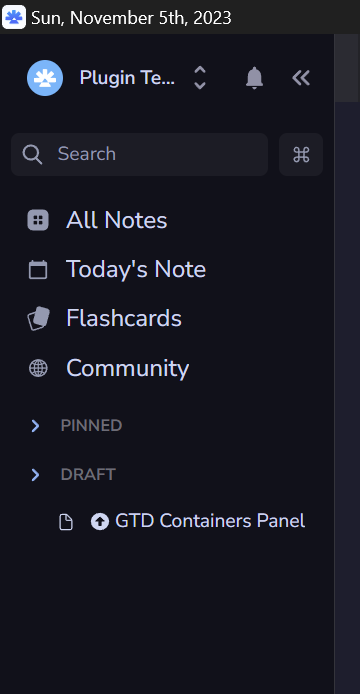 Sun, November 5th, 2023
Plugin Te...
Search
All Notes
Today's Note
Flashcards
Community
PINNED
DRAFT
GTD Containers Panel